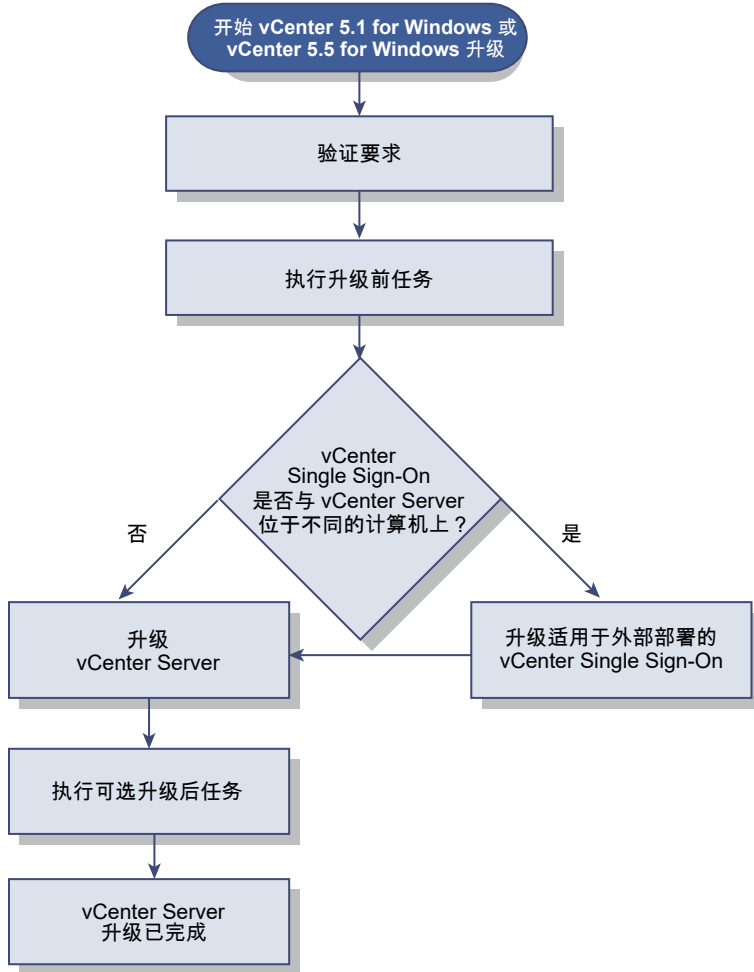 开始 vCenter 5.1 for Windows 或
vCenter 5.5 for Windows 升级
验证要求
执行升级前任务
vCenter
Single Sign-On
是否与 vCenter Server
位于不同的计算机上？
否
是
升级
vCenter Server
升级适用于外部部署的
vCenter Single Sign-On
执行可选升级后任务
vCenter Server
升级已完成